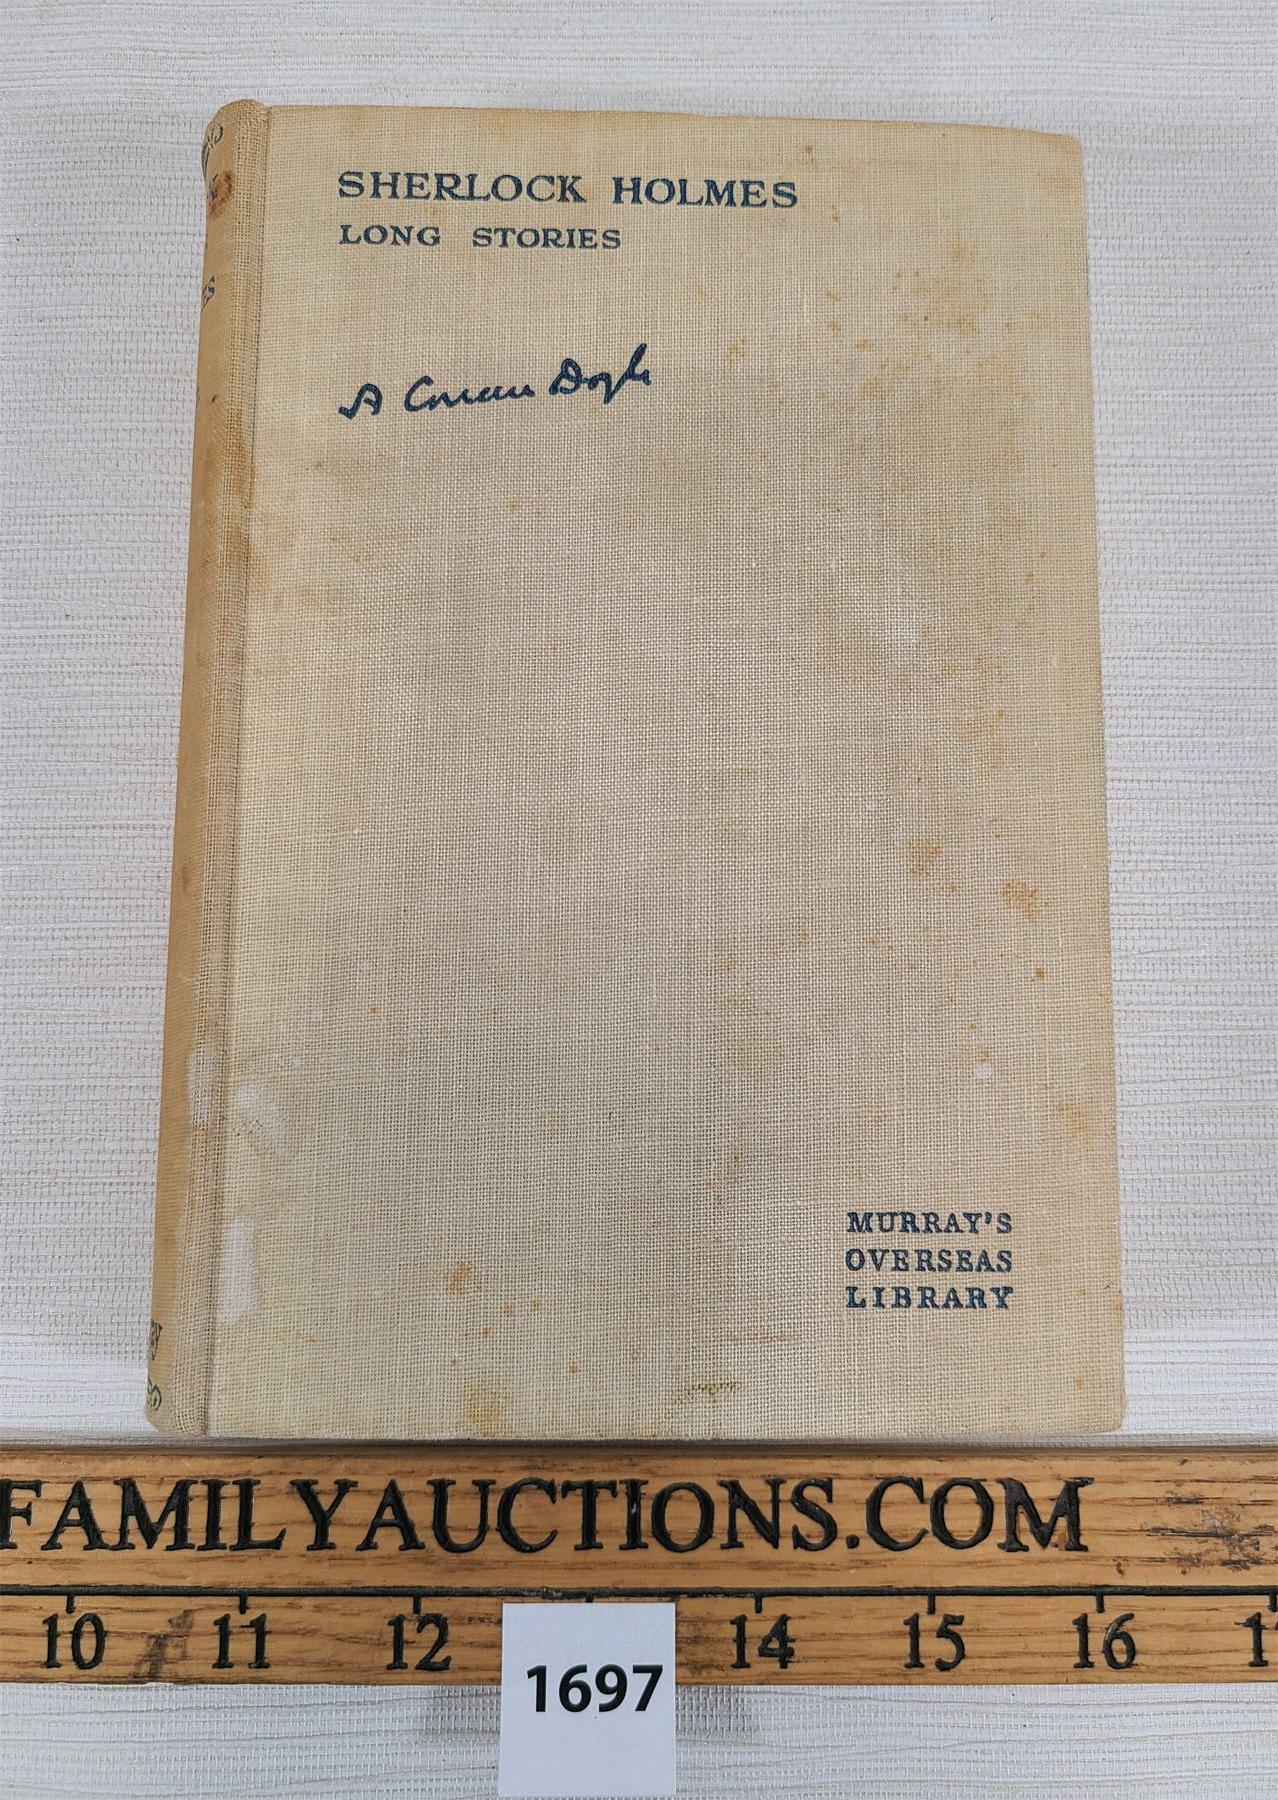 SHERLOCK HOLMES
LONG STORIES
A Conan Doyle
MURRAY'S
OVERSEAS
LIBRARY
FAMILYAUCTIONS.COM
10 11 12 14 15 16
1697